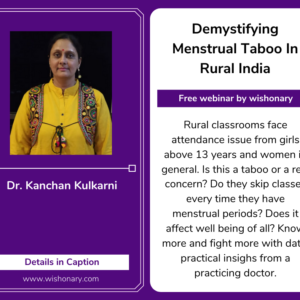 Demystifying
Menstrual Taboo In
Rural India
Free webinar by wishonary
Rural classrooms face
attendance issue from girls
above 13 years and women i
general. Is this a taboo or a re
concern? Do they skip classe
every time they have
menstrual periods? Does it
affect well being of all? Know
more and fight more with dat
practical insighs from a
practicing doctor.
Dr. Kanchan Kulkarni
Details in Caption
www.wishonary.com